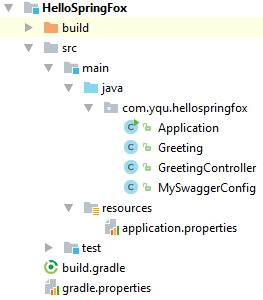 HelloSpringFox
build
src
main
java
com.yqu.hellospringfox
Application
Greeting
GreetingController
MySwaggerConfig
resources
application.properties
test
build.gradle
gradle.properties